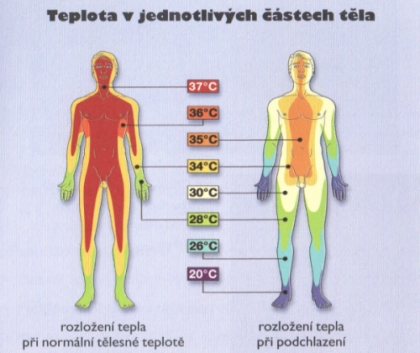 Teplota v jednotlivých částech těla
37°C
36°C
35°C
34°C
30°C
28°C
26°C
20°C
rozložení tepla
při normální tělesné teplotě
rozložení tepla
při podchlazení